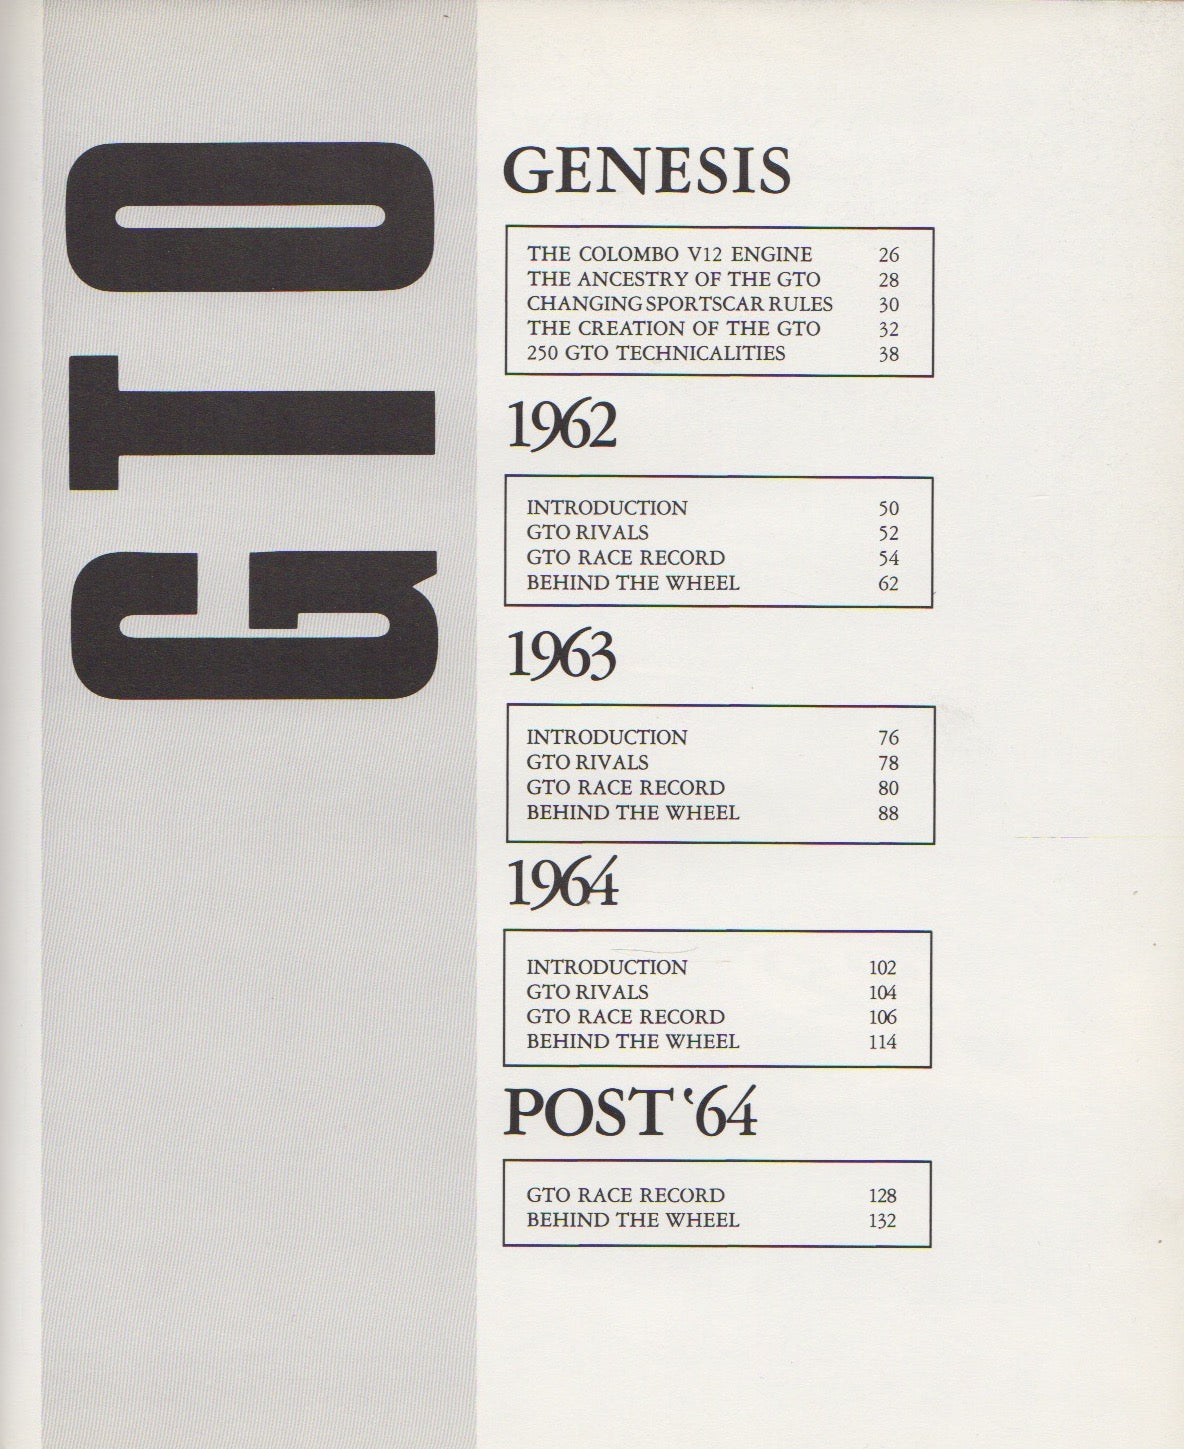 GTO
GENESIS
THE COLOMBO V12 ENGINE 26
THE ANCESTRY OF THE GTO 28
CHANGING SPORTSCAR RULES 30
THE CREATION OF THE GTO 32
250 GTO TECHNICALITIES 38
1962
INTRODUCTION 50
GTO RIVALS 52
GTO RACE RECORD 54
BEHIND THE WHEEL 62
1963
INTRODUCTION 76
GTO RIVALS 78
GTO RACE RECORD 80
BEHIND THE WHEEL 88
1964
INTRODUCTION 102
GTO RIVALS 104
GTO RACE RECORD 106
BEHIND THE WHEEL 114
POST ‘64
GTO RACE RECORD 128
BEHIND THE WHEEL 132